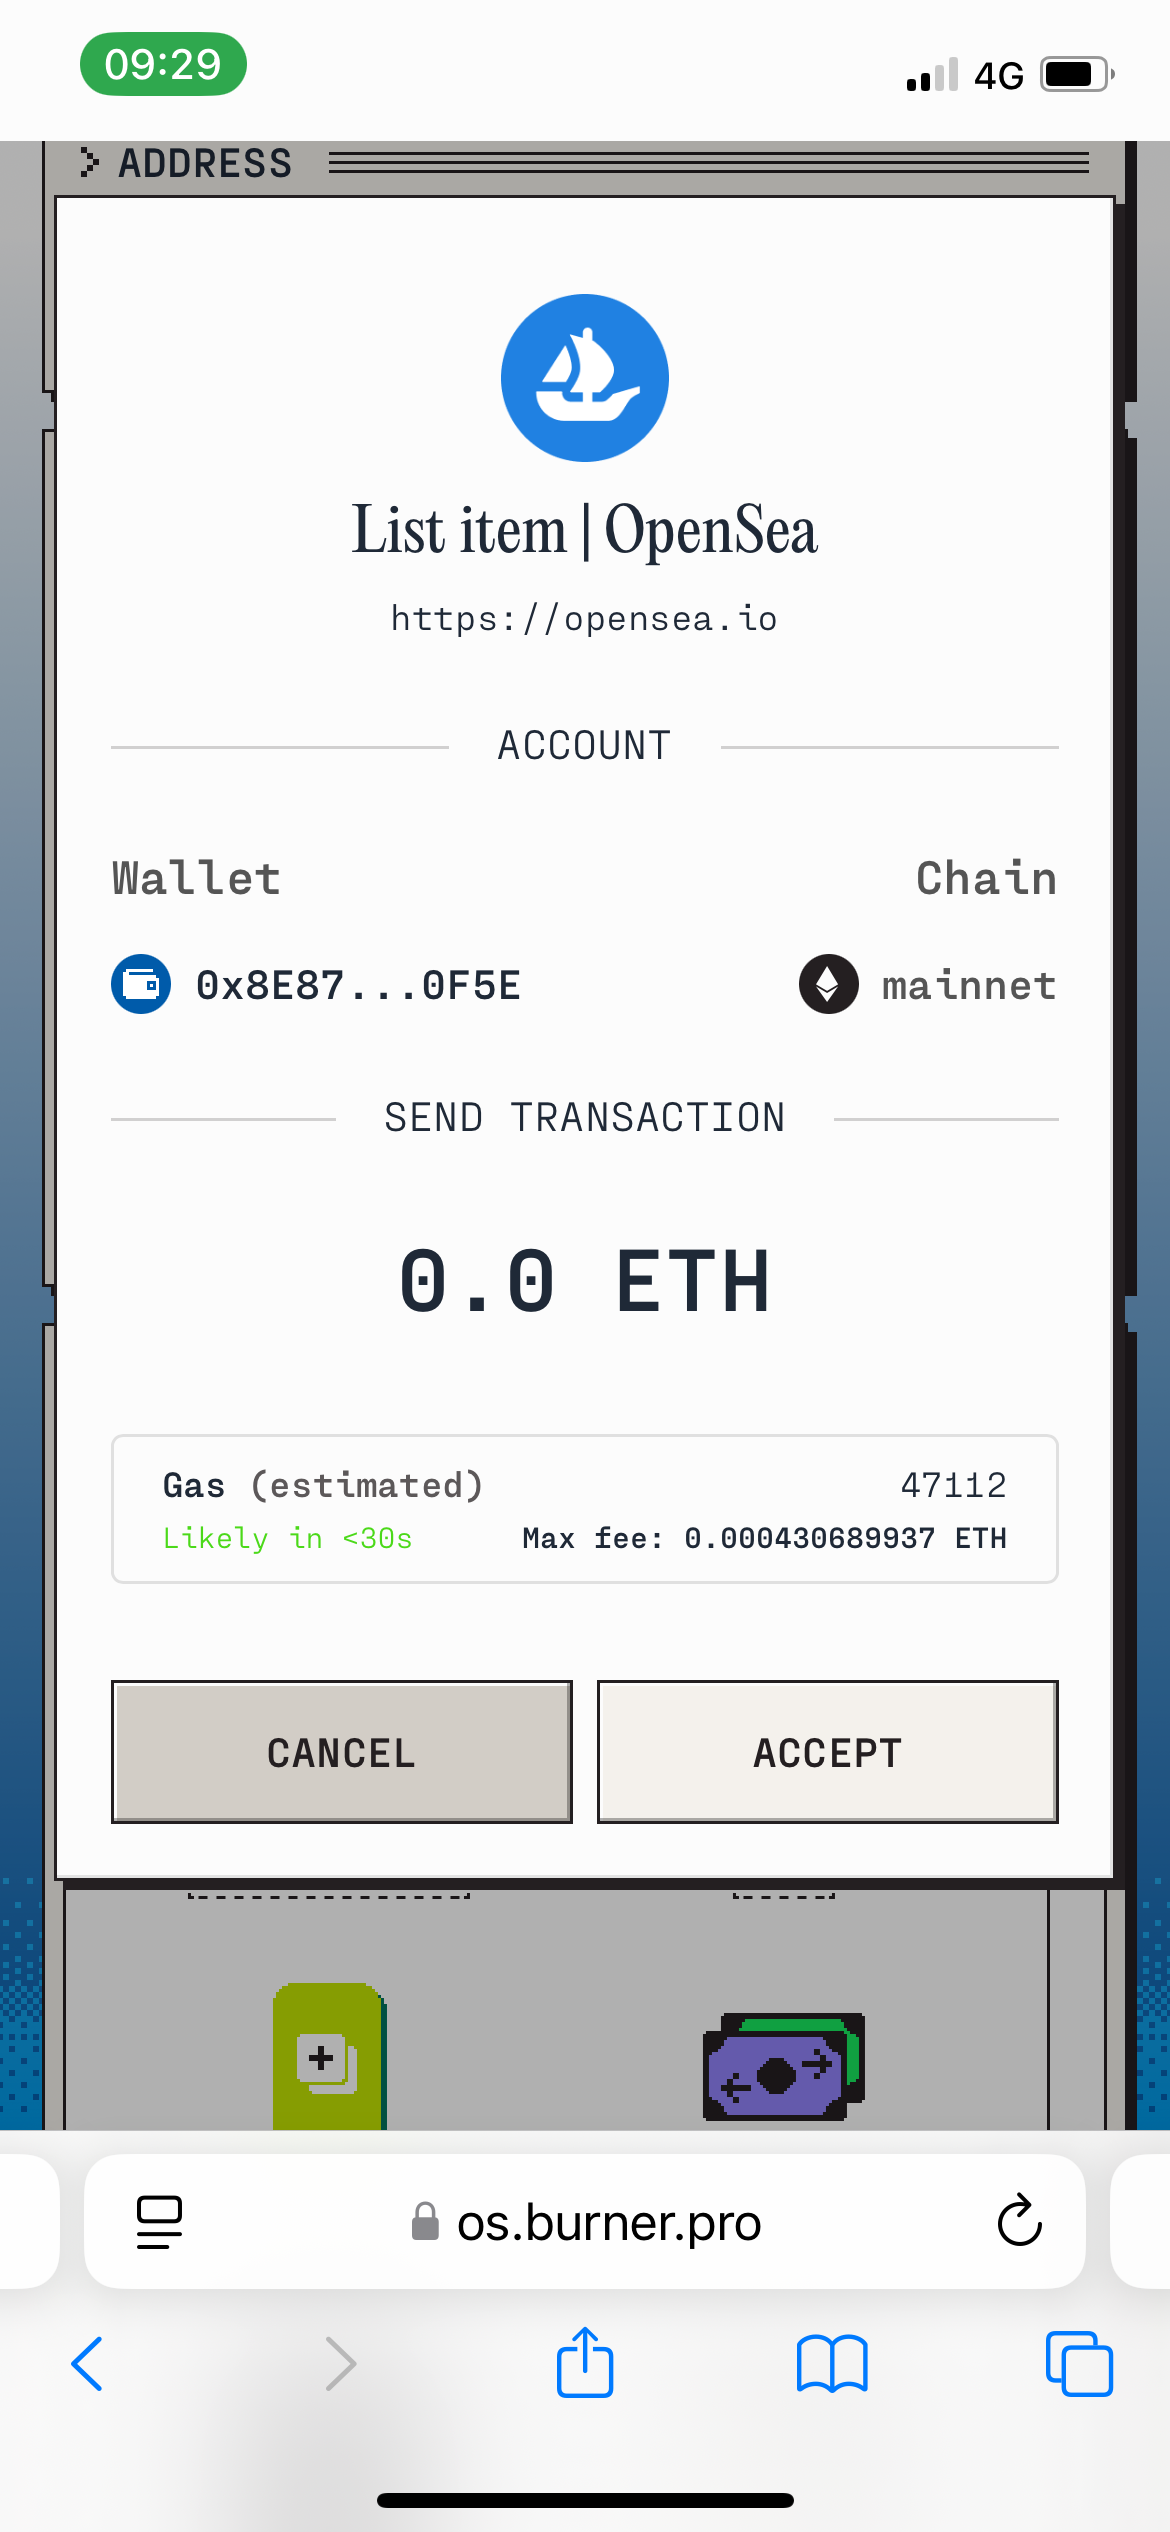 09:29
4G
ADDRESS
List item | OpenSea
https://opensea.io
ACCOUNT
Wallet
Chain
0x8E87...0F5E
mainnet
SEND TRANSACTION
0.0 ETH
Gas (estimated)
47112
Likely in <30s
Max fee: 0.000430689937 ETH
CANCEL
ACCEPT
os.burner.pro